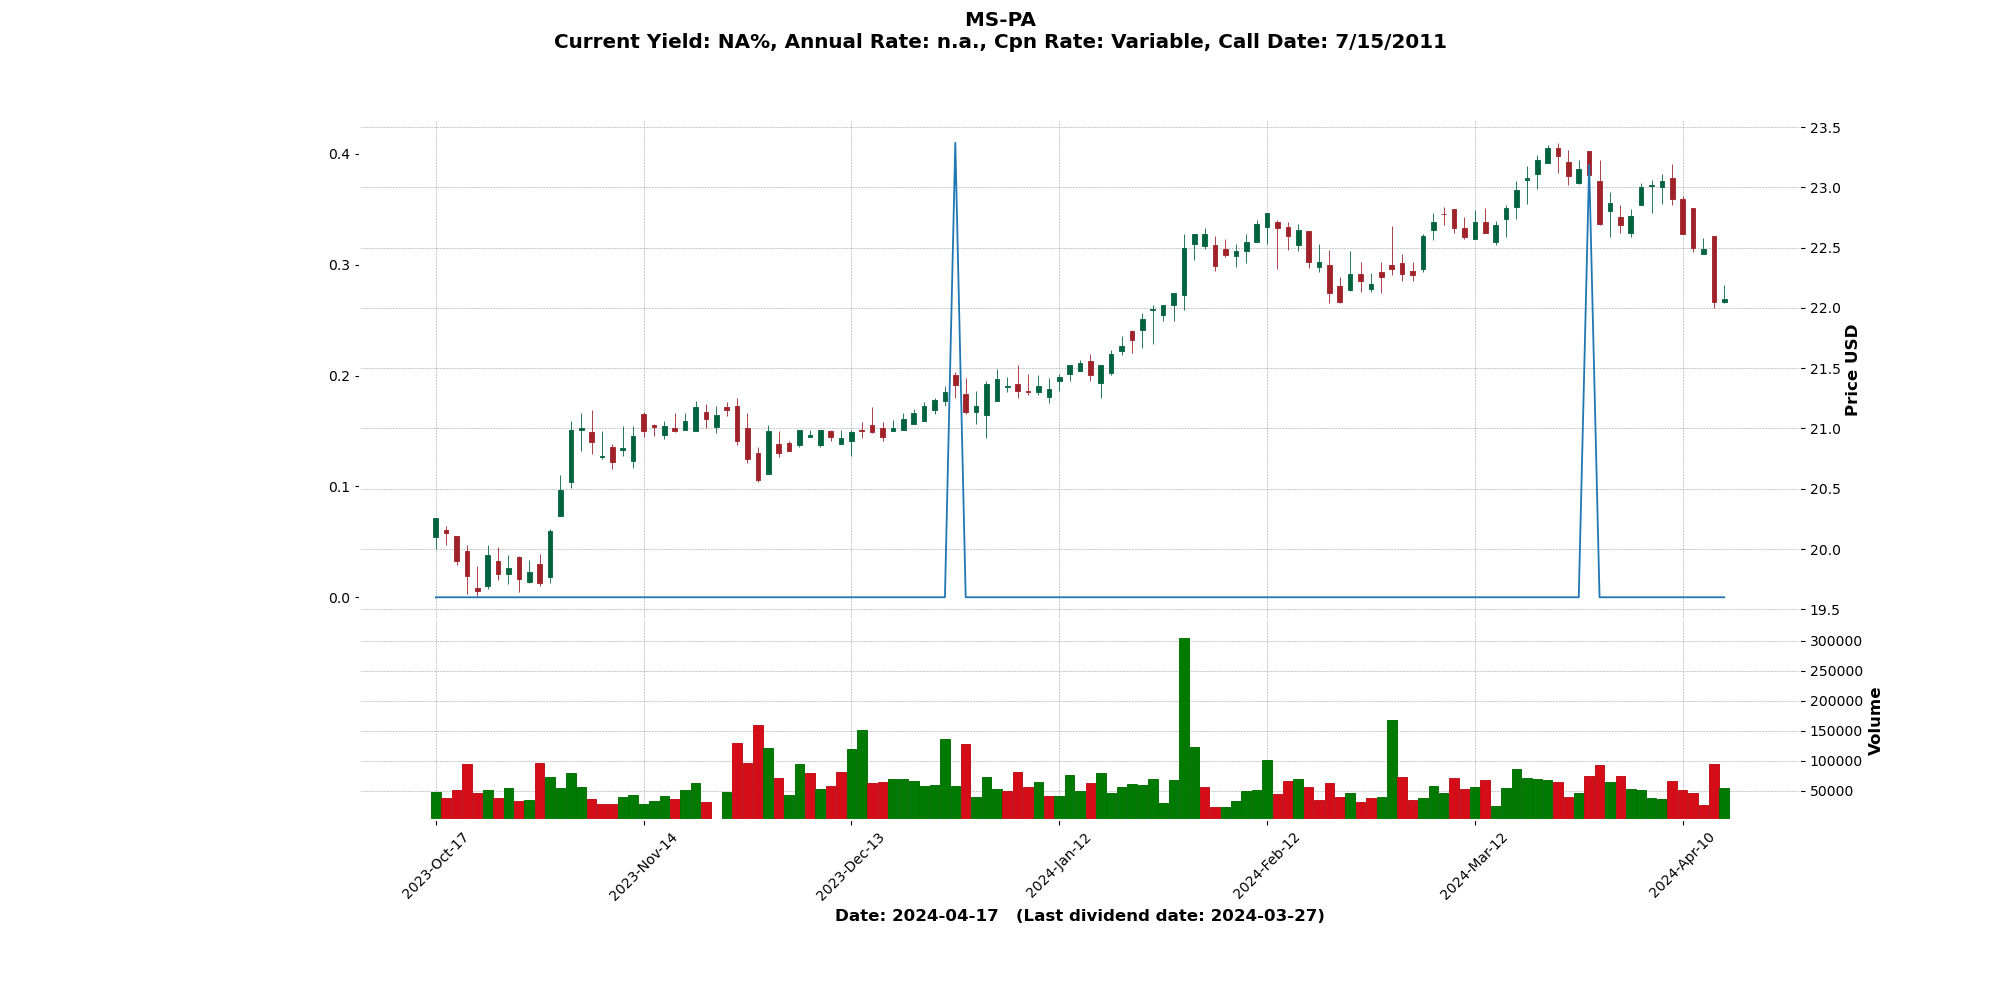 MS-PA
Current Yield: NA%, Annual Rate: n.a., Cpn Rate: Variable, Call Date: 7/15/2011
0.4
0.3
0.2
0.1
0.0
23.5
23.0
22.5
22.0
21.5
21.0
20.5
20.0
19.5
Price USD
300000
250000
200000
150000
100000
50000
Volume
2023-Oct-17
2023-Nov-14
2023-Dec-13
2024-Jan-12
2024-Feb-12
2024-Mar-12
2024-Apr-10
Date: 2024-04-17 (Last dividend date: 2024-03-27)